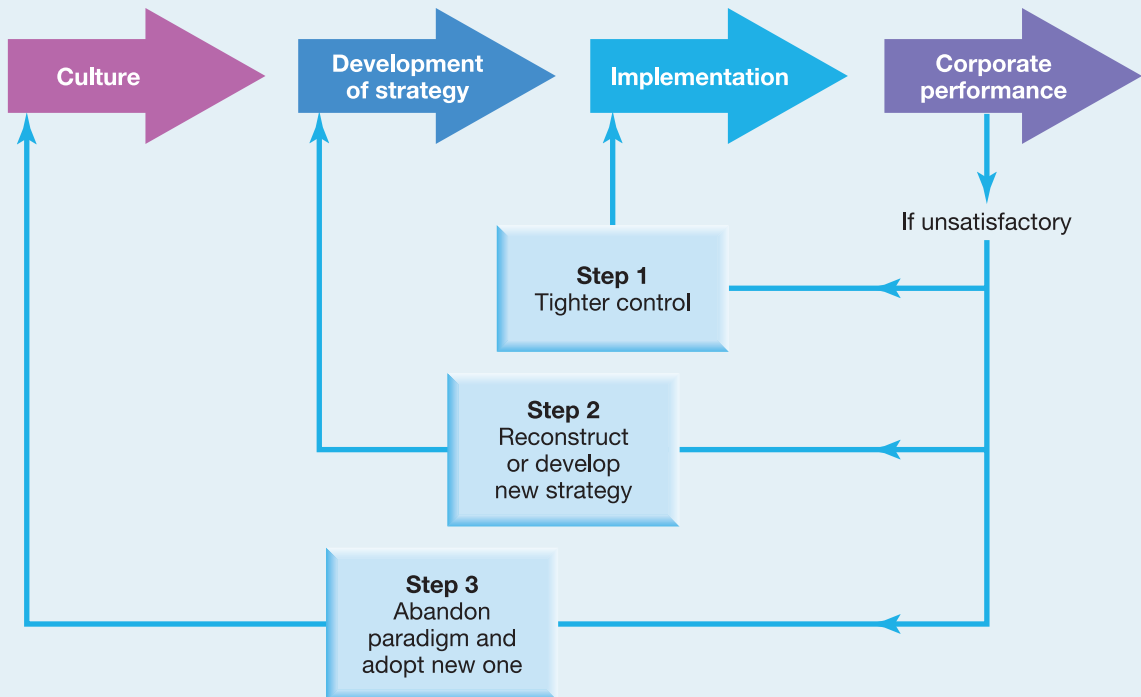 Culture
Development
of strategy
Implementation
Corporate
performance
If unsatisfactory
Step 1
Tighter control
Step 2
Reconstruct
or develop
new strategy
Step 3
Abandon
paradigm and
adopt new one